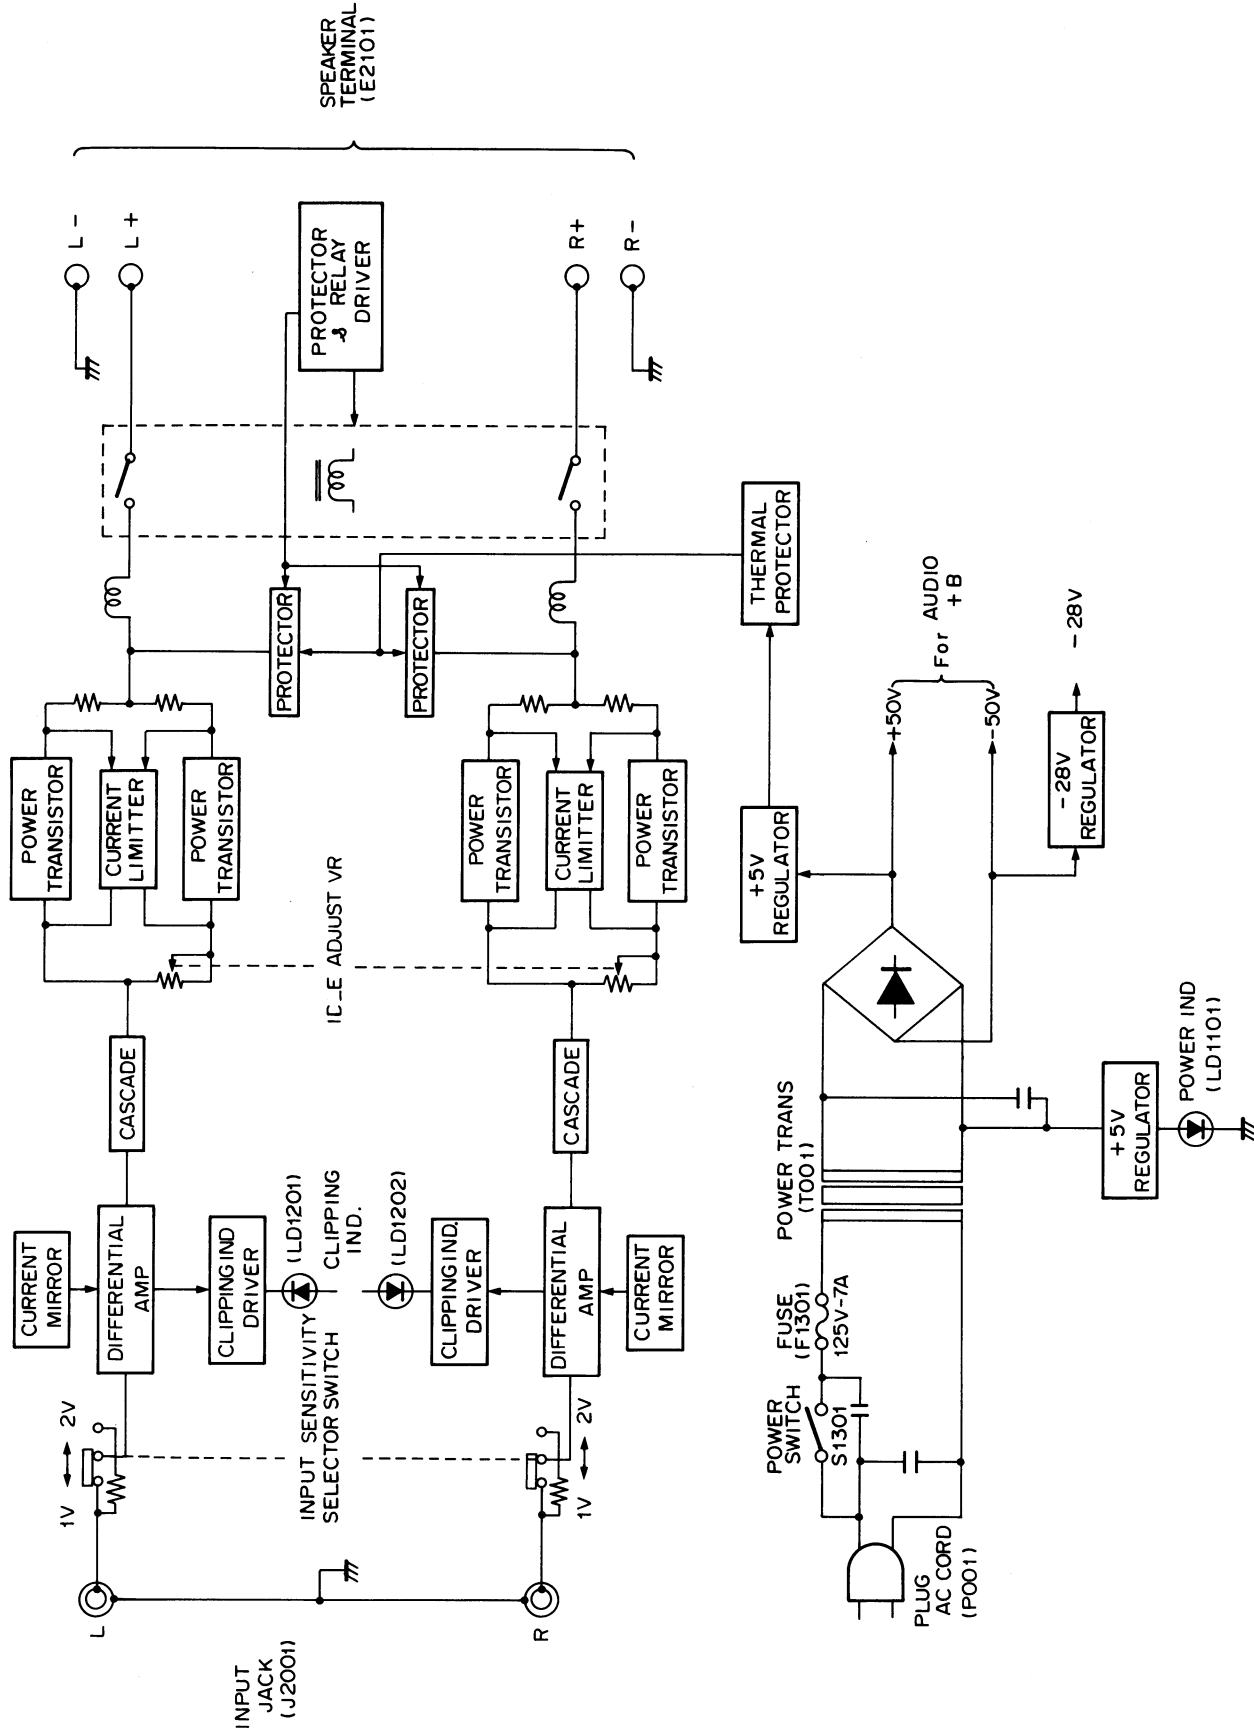 INPUT
JACK
(J2001)
L
R
1V
2V
INPUT SENSITIVITY
SELECTOR SWITCH
1V
2V
CURRENT
MIRROR
DIFFERENTIAL
AMP
CLIPPING IND
DRIVER
(LD1201)
CLIPPING
IND.
(LD1202)
CLIPPING IND.
DRIVER
DIFFERENTIAL
AMP
CURRENT
MIRROR
CASCADE
CASCADE
POWER
TRANSISTOR
CURRENT
LIMITTER
POWER
TRANSISTOR
ADJUST VR
POWER
TRANSISTOR
CURRENT
LIMITTER
POWER
TRANSISTOR
PROTECTOR
PROTECTOR
PROTECTOR
& RELAY
DRIVER
L -
L +
R+
R -
SPEAKER
TERMINAL
(E2101)
PLUG
AC CORD
(P001)
POWER
SWITCH
S1301
FUSE
(F1301)
125V-7A
POWER TRANS
(T001)
+5V
REGULATOR
POWER IND
(LD1101)
+5V
REGULATOR
THERMAL
PROTECTOR
+50V
-50V
For AUDIO
+B
-28V
REGULATOR
-28V